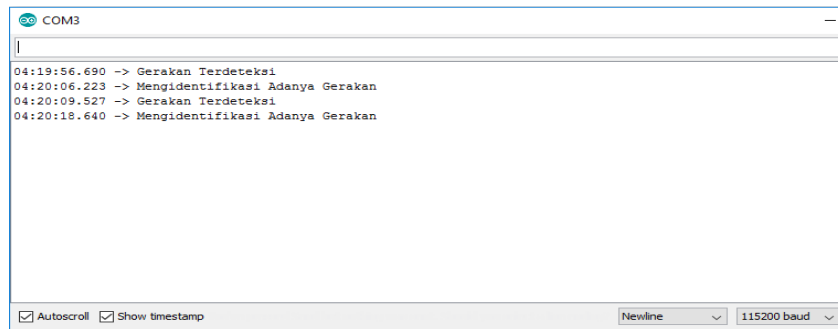 COM3
04:19:56.690 -> Gerakan Terdeteksi
04:20:06.223 -> Mengidentifikasi Adanya Gerakan
04:20:09.527 -> Gerakan Terdeteksi
04:20:18.640 -> Mengidentifikasi Adanya Gerakan
Autoscroll Show timestamp Newline 115200 baud